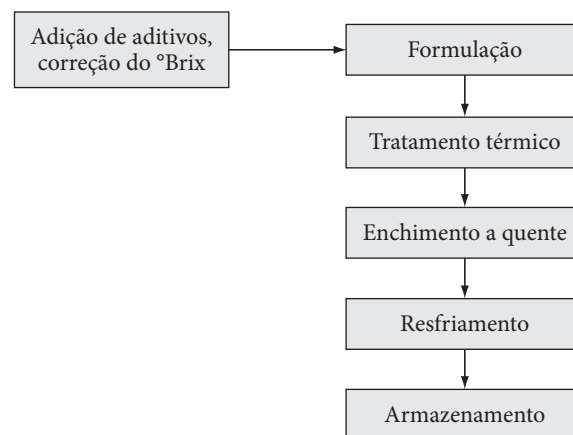 Adição de aditivos,
correção do °Brix
Formulação
Tratamento térmico
Enchimento a quente
Resfriamento
Armazenamento